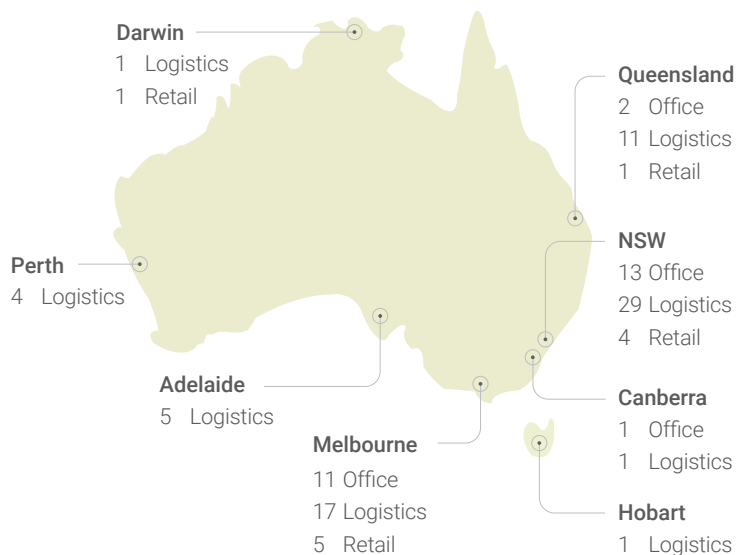 Darwin
1 Logistics
1 Retail
Queensland
2 Office
11 Logistics
1 Retail
Perth
4 Logistics
NSW
13 Office
29 Logistics
4 Retail
Adelaide
5 Logistics
Canberra
1 Office
1 Logistics
Melbourne
11 Office
17 Logistics
5 Retail
Hobart
1 Logistics